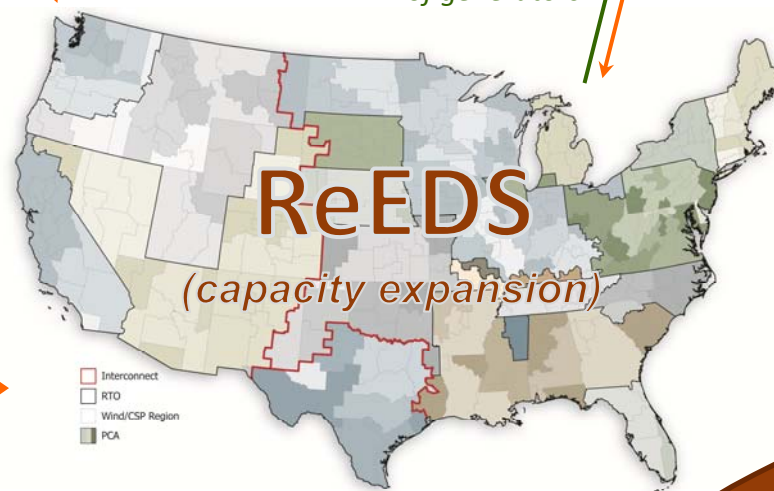 ReEDS
(capacity expansion)
Interconnect
RTO
Wind/CSP Region
PCA